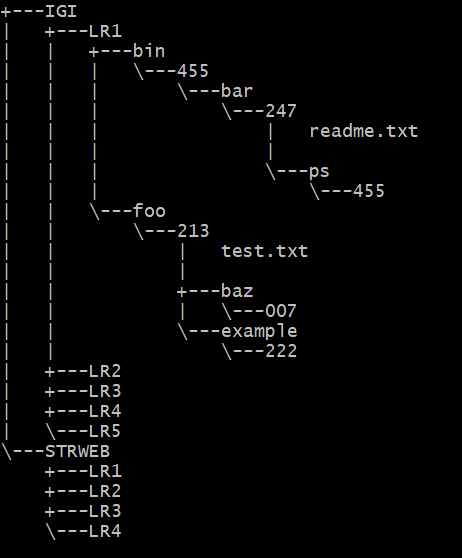 +---IGI
|   +---LR1
|   |   +---bin
|   |   |   \---455
|   |   |       \---bar
|   |   |           \---247
|   |   |               |   readme.txt
|   |   |               |
|   |   |               \---ps
|   |   |                   \---455
|   |   \---foo
|   |       \---213
|   |           |   test.txt
|   |           |
|   |           +---baz
|   |           |   \---007
|   |           \---example
|   |               \---222
|   +---LR2
|   +---LR3
|   +---LR4
|   \---LR5
\---STRWEB
    +---LR1
    +---LR2
    +---LR3
    \---LR4